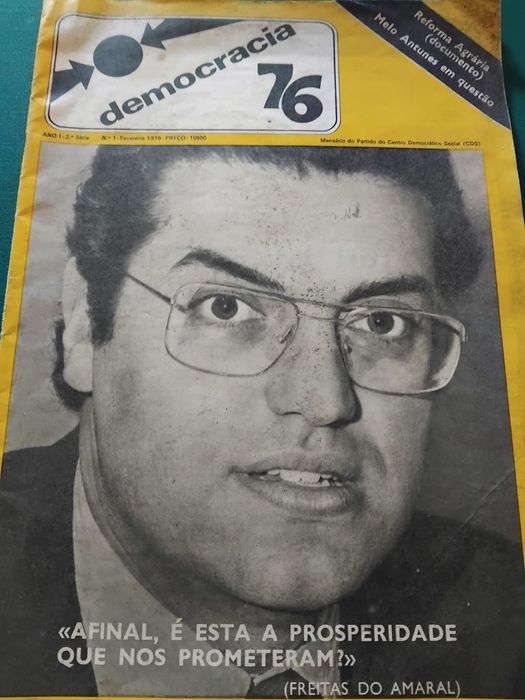 Reforma Agrária
(documento)
Melo Antunes em questão
democracia
76
ANO I - 2.ª Série N.º 1 - Fevereiro 1976 - PREÇO: 10$00
Mensário do Partido do Centro Democrático Social (CDS)
«AFINAL, É ESTA A PROSPERIDADE
QUE NOS PROMETERAM?»
(FREITAS DO AMARAL)